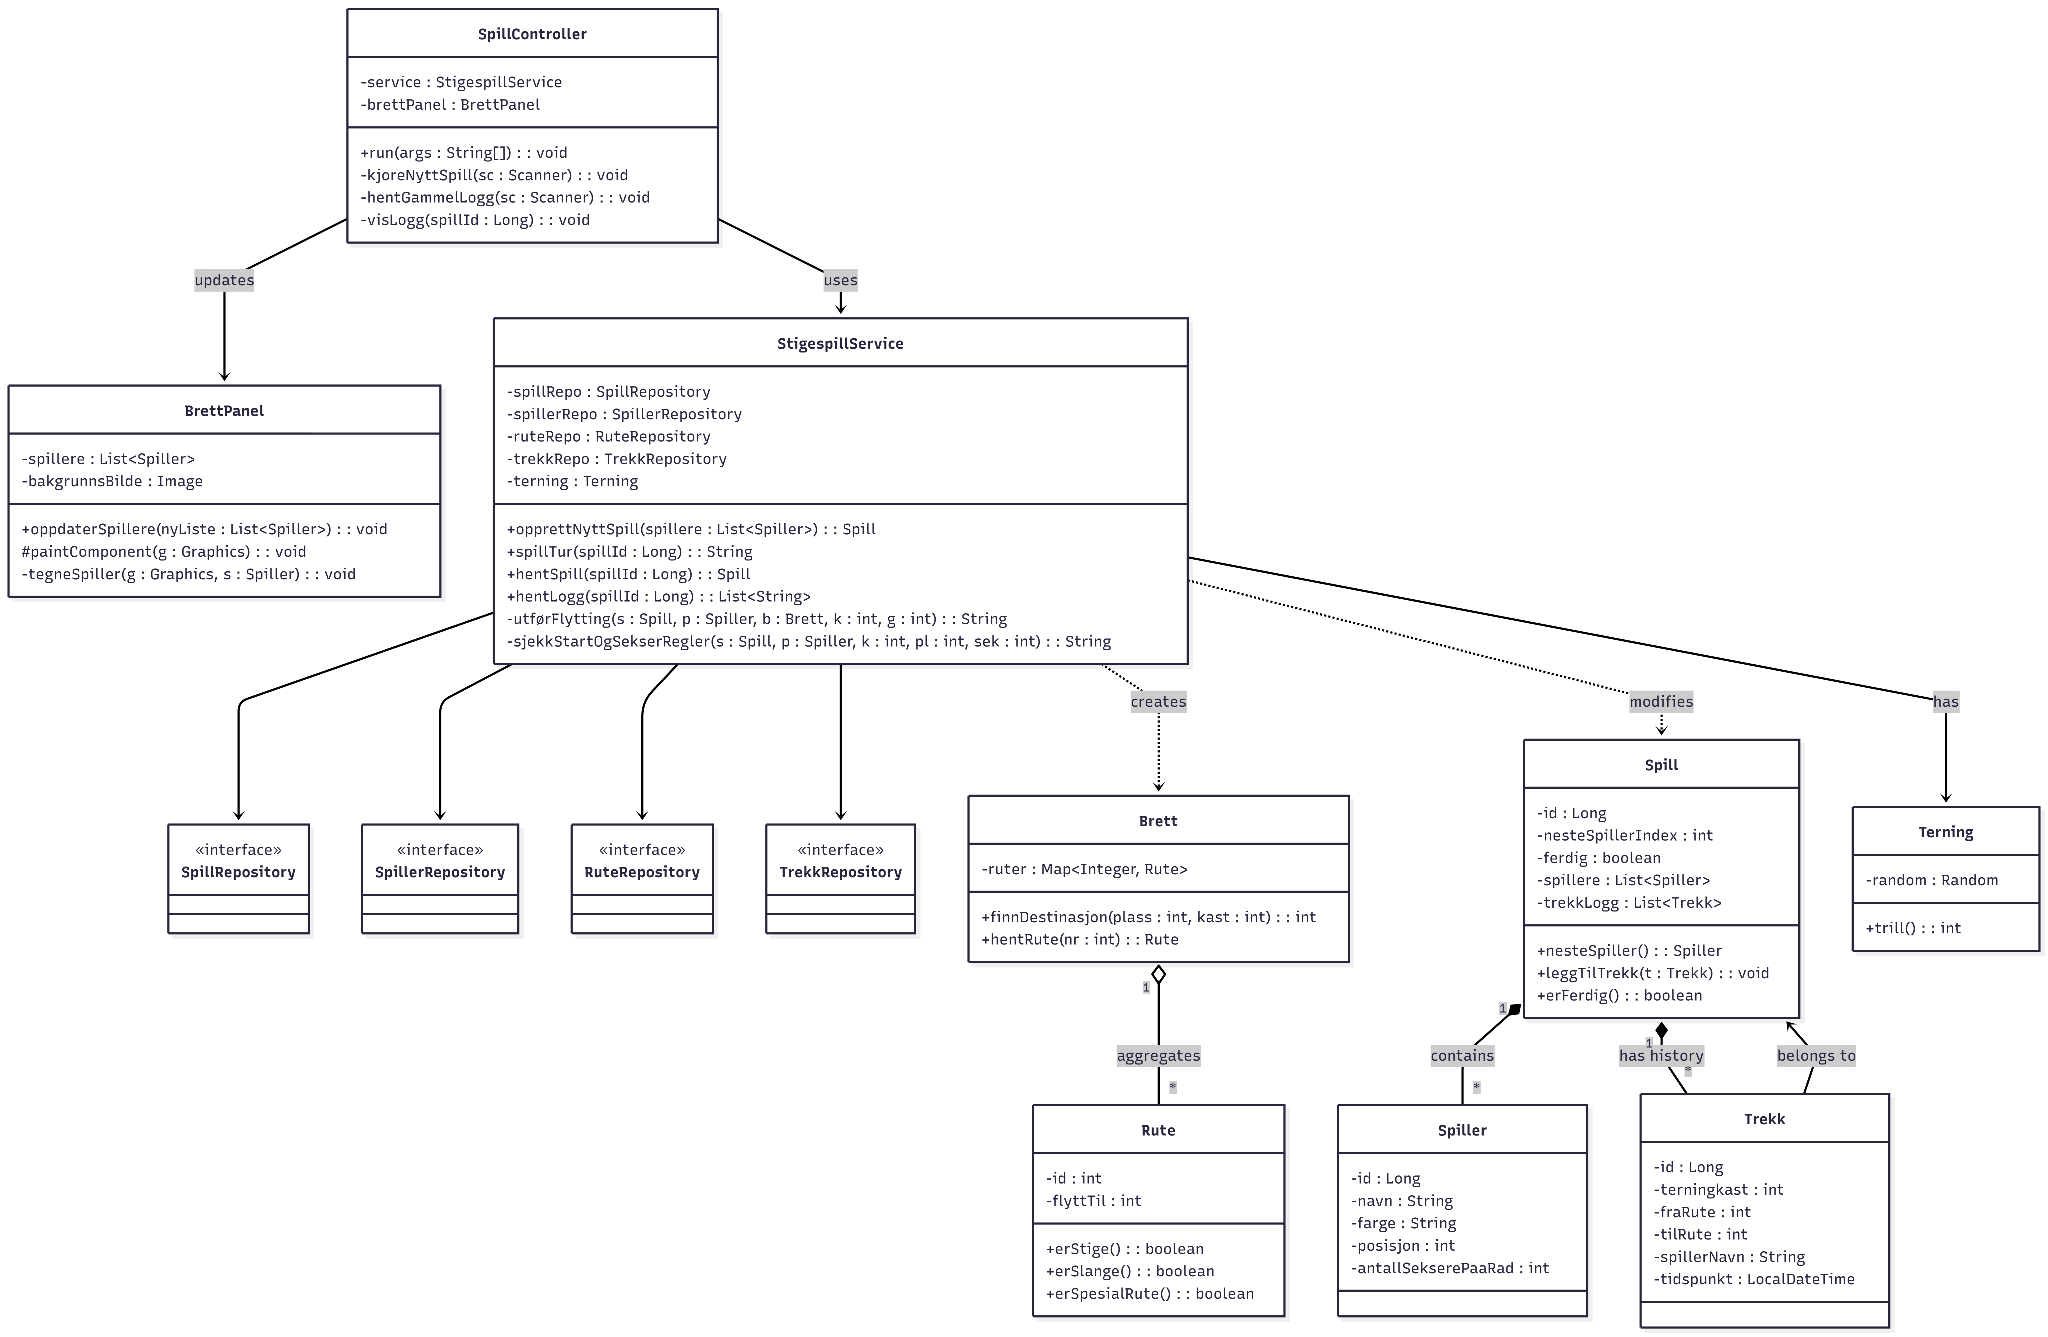 SpillController
-service : StigespillService
-brettPanel : BrettPanel
+run(args : String[]) : : void
-kjoreNyttSpill(sc : Scanner) : : void
-hentGammelLogg(sc : Scanner) : : void
-visLogg(spillId : Long) : : void
updates
uses
StigespillService
-spillRepo : SpillRepository
-spillerRepo : SpillerRepository
-ruteRepo : RuteRepository
-trekkRepo : TrekkRepository
-terning : Terning
+opprettNyttSpill(spillere : List<Spiller>) : : Spill
+spillTur(spillId : Long) : : String
+hentSpill(spillId : Long) : : Spill
+hentLogg(spillId : Long) : : List<String>
-utførFlytting(s : Spill, p : Spiller, b : Brett, k : int, g : int) : : String
-sjekkStartOgSekserRegler(s : Spill, p : Spiller, k : int, pl : int, sek : int) : : String
BrettPanel
-spillere : List<Spiller>
-bakgrunnsBilde : Image
+oppdaterSpillere(nyListe : List<Spiller>) : : void
#paintComponent(g : Graphics) : : void
-tegneSpiller(g : Graphics, s : Spiller) : : void
creates
modifies
has
«interface»
SpillRepository
«interface»
SpillerRepository
«interface»
RuteRepository
«interface»
TrekkRepository
Brett
-ruter : Map<Integer, Rute>
+finnDestinasjon(plass : int, kast : int) : : int
+hentRute(nr : int) : : Rute
Spill
-id : Long
-nesteSpillerIndex : int
-ferdig : boolean
-spillere : List<Spiller>
-trekkLogg : List<Trekk>
+nesteSpiller() : : Spiller
+leggTilTrekk(t : Trekk) : : void
+erFerdig() : : boolean
Terning
-random : Random
+trill() : : int
1
aggregates
*
1
contains
*
1
has history
*
belongs to
Rute
-id : int
-flyttTil : int
+erStige() : : boolean
+erSlange() : : boolean
+erSpesialRute() : : boolean
Spiller
-id : Long
-navn : String
-farge : String
-posisjon : int
-antallSekserePaaRad : int
Trekk
-id : Long
-terningkast : int
-fraRute : int
-tilRute : int
-spillerNavn : String
-tidspunkt : LocalDateTime